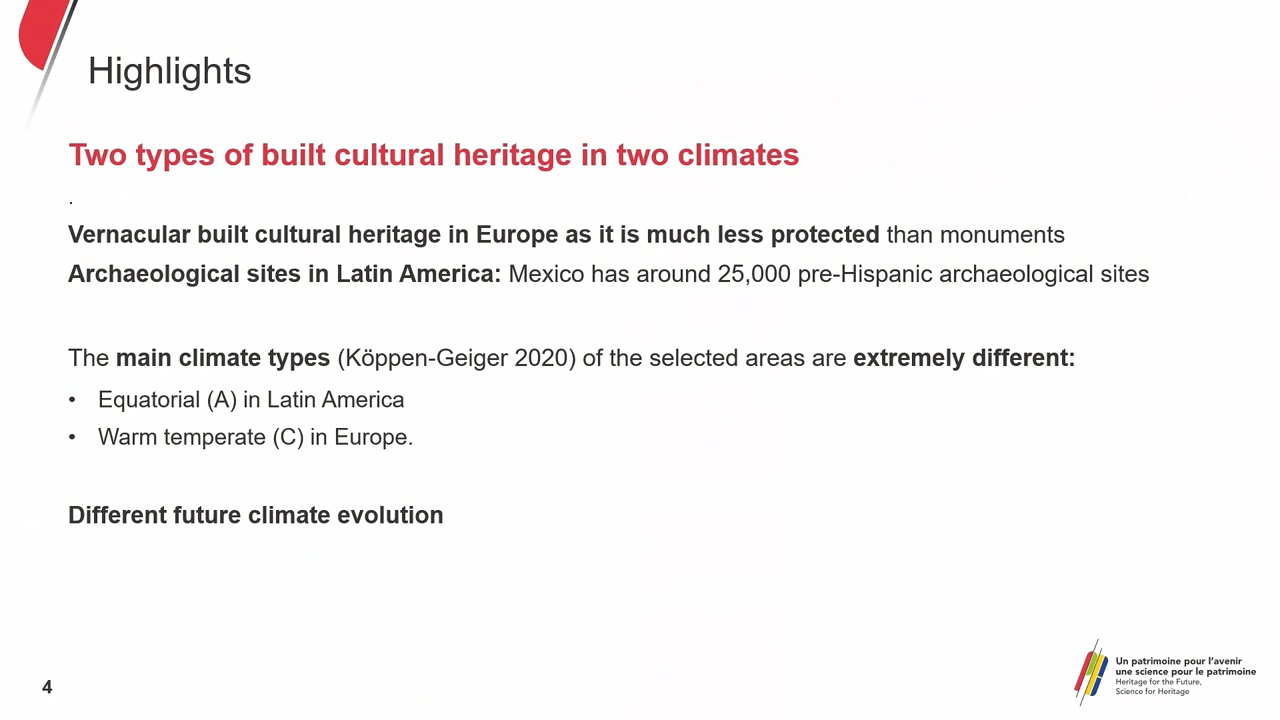 Highlights
Two types of built cultural heritage in two climates
.
Vernacular built cultural heritage in Europe as it is much less protected than monuments
Archaeological sites in Latin America: Mexico has around 25,000 pre-Hispanic archaeological sites
The main climate types (Köppen-Geiger 2020) of the selected areas are extremely different:
• Equatorial (A) in Latin America
• Warm temperate (C) in Europe.
Different future climate evolution
4
Un patrimoine pour l'avenir
une science pour le patrimoine
Heritage for the Future,
Science for Heritage